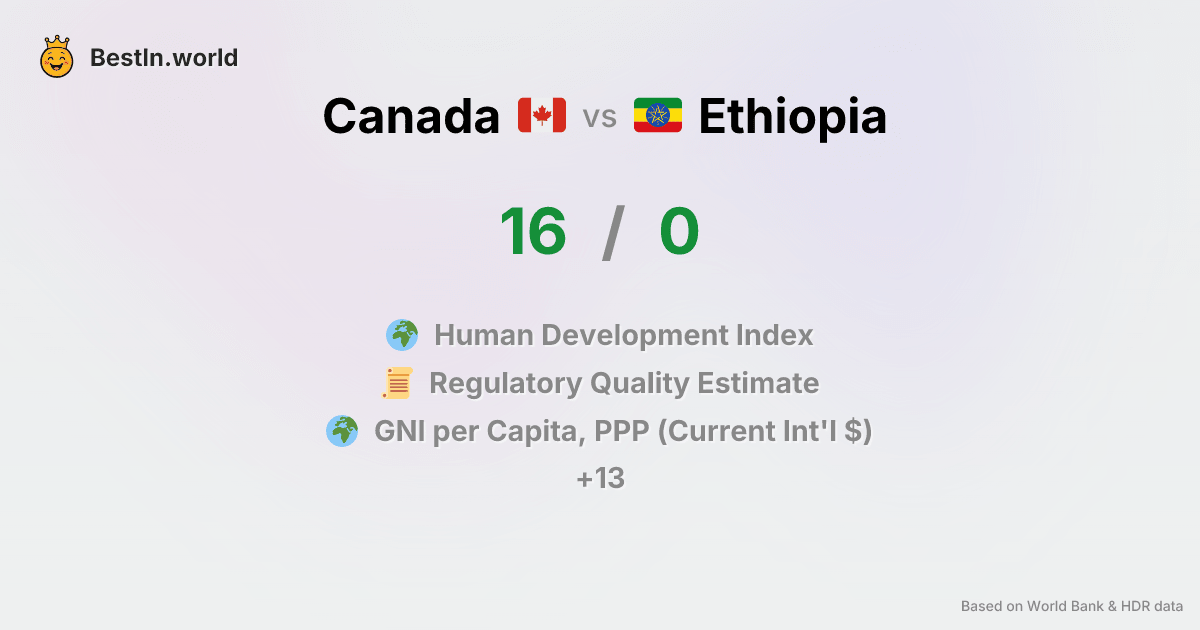 BestIn.world
Canada vs Ethiopia
16 / 0
Human Development Index
Regulatory Quality Estimate
GNI per Capita, PPP (Current Int'l $)
+13
Based on World Bank & HDR data